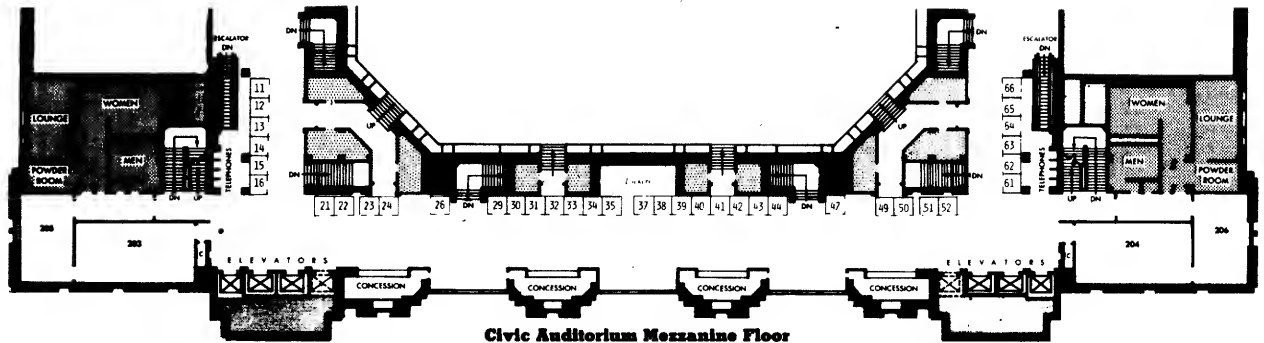 ESCALATOR
DN
11
12
13
14
15
16
TELEPHONES
WOMEN
LOUNGE
MEN
POWDER
ROOM
DN UP
205
203
C
ELEVATORS
DN
UP
DN
21 22 23 24 26 DN 29 30 31 32 33 34 35 37 38 39 40 41 42 43 44 DN 47 49 50 51 52
CONCESSION
CONCESSION
CONCESSION
CONCESSION
DN
UP
DN
ESCALATOR
DN
66
65
54
63
62
61
TELEPHONES
WOMEN
LOUNGE
MEN
POWDER
ROOM
UP DN
204
206
C
ELEVATORS
Civic Auditorium Mezzanine Floor